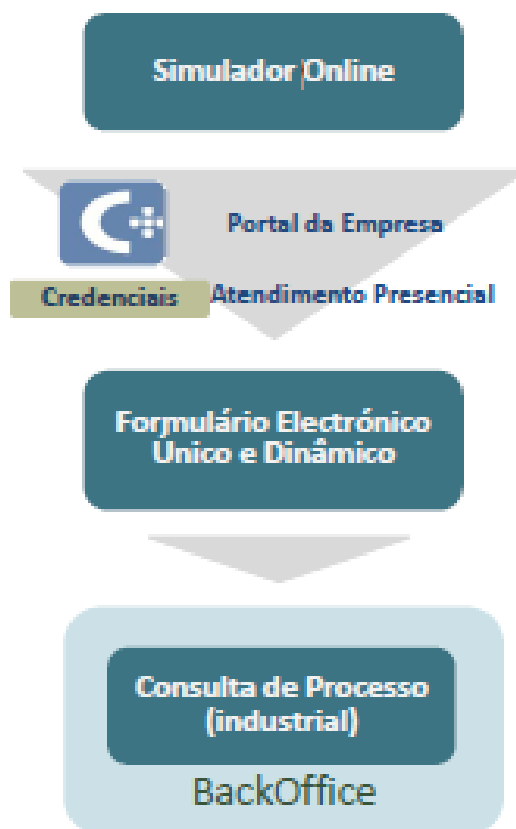 Simulador Online
Portal da Empresa
Credenciais
Atendimento Presencial
Formulário Electrónico
Único e Dinâmico
Consulta de Processo
(industrial)
BackOffice